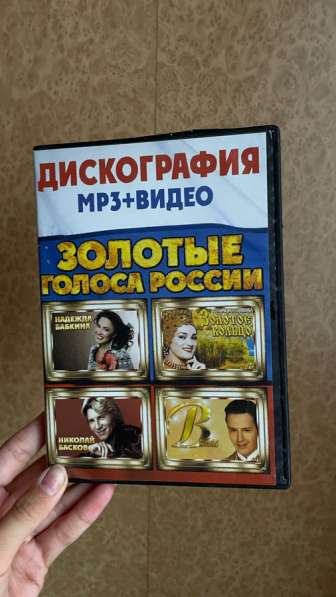 ДИСКОГРАФИЯ
MP3+ВИДЕО
ЗОЛОТЫЕ
ГОЛОСА РОССИИ
НАДЕЖДА
БАБКИНА
ЗОЛОТОЕ
КОЛЬЦО
НИКОЛАЙ
БАСКОВ